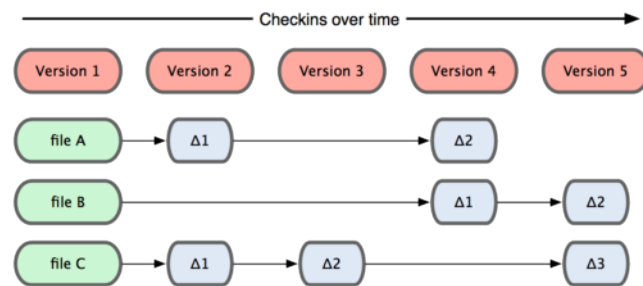 Checkins over time
Version 1 Version 2 Version 3 Version 4 Version 5
file A Δ1 Δ2
file B Δ1 Δ2
file C Δ1 Δ2 Δ3